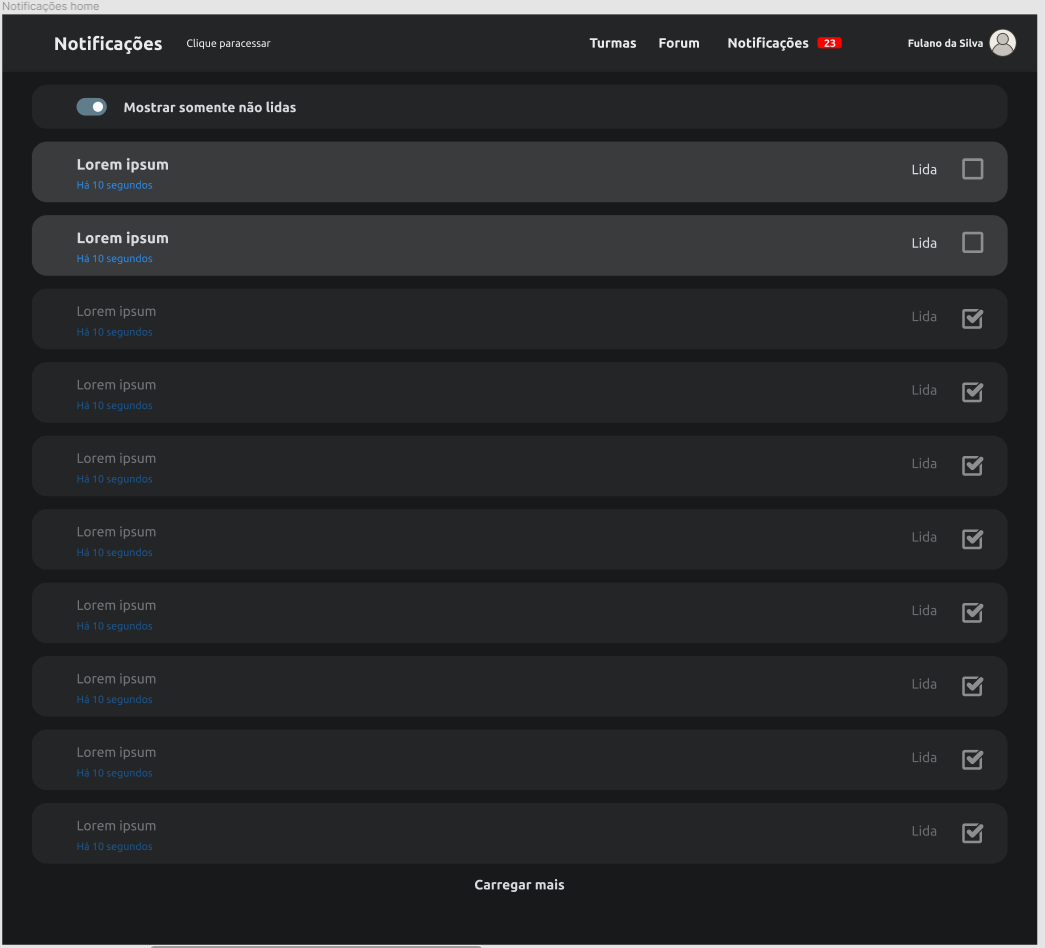 Notificações home
Notificações Clique paracessar Turmas Forum Notificações 23 Fulano da Silva
Mostrar somente não lidas
Lorem ipsum
Há 10 segundos
Lida
Lorem ipsum
Há 10 segundos
Lida
Lorem ipsum
Há 10 segundos
Lida
Lorem ipsum
Há 10 segundos
Lida
Lorem ipsum
Há 10 segundos
Lida
Lorem ipsum
Há 10 segundos
Lida
Lorem ipsum
Há 10 segundos
Lida
Lorem ipsum
Há 10 segundos
Lida
Lorem ipsum
Há 10 segundos
Lida
Lorem ipsum
Há 10 segundos
Lida
Carregar mais